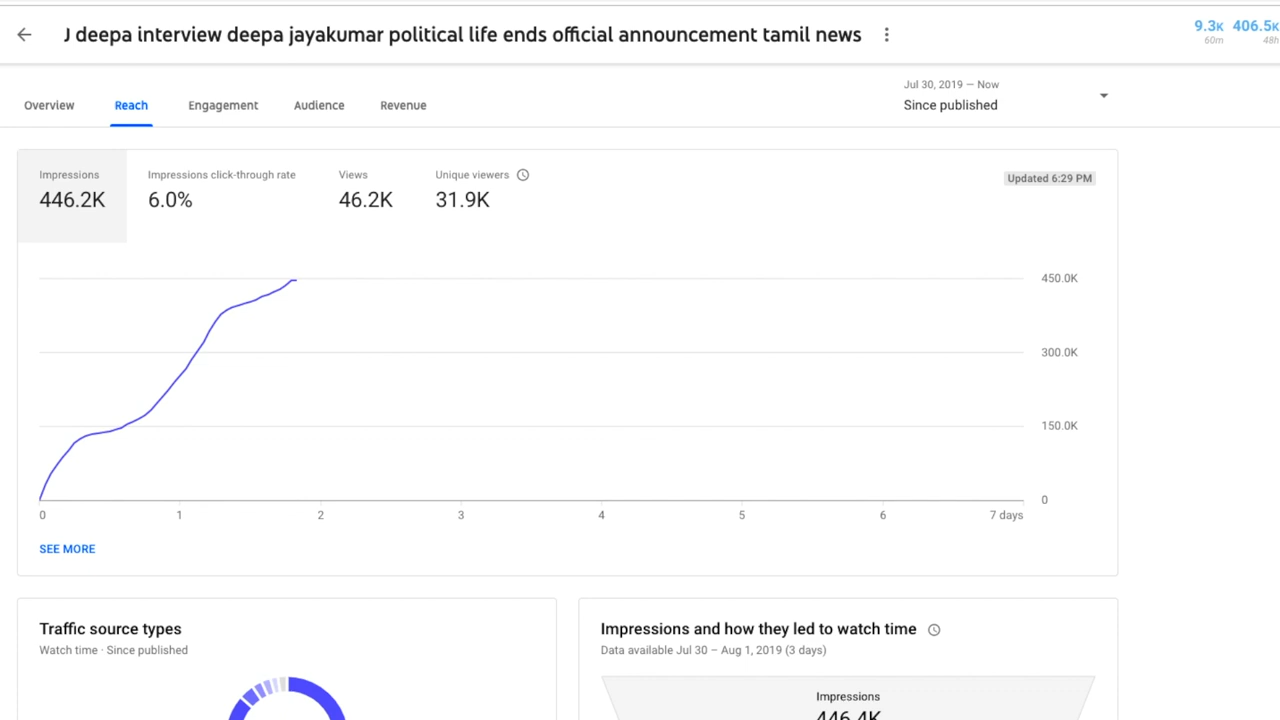 J deepa interview deepa jayakumar political life ends official announcement tamil news
9.3K 406.5K
60m 48h
Jul 30, 2019 – Now
Since published
Overview Reach Engagement Audience Revenue
Impressions Impressions click-through rate Views Unique viewers
446.2K 6.0% 46.2K 31.9K
Updated 6:29 PM
450.0K
300.0K
150.0K
0
0 1 2 3 4 5 6 7 days
SEE MORE
Traffic source types
Watch time · Since published
Impressions and how they led to watch time
Data available Jul 30 – Aug 1, 2019 (3 days)
Impressions
446.4K